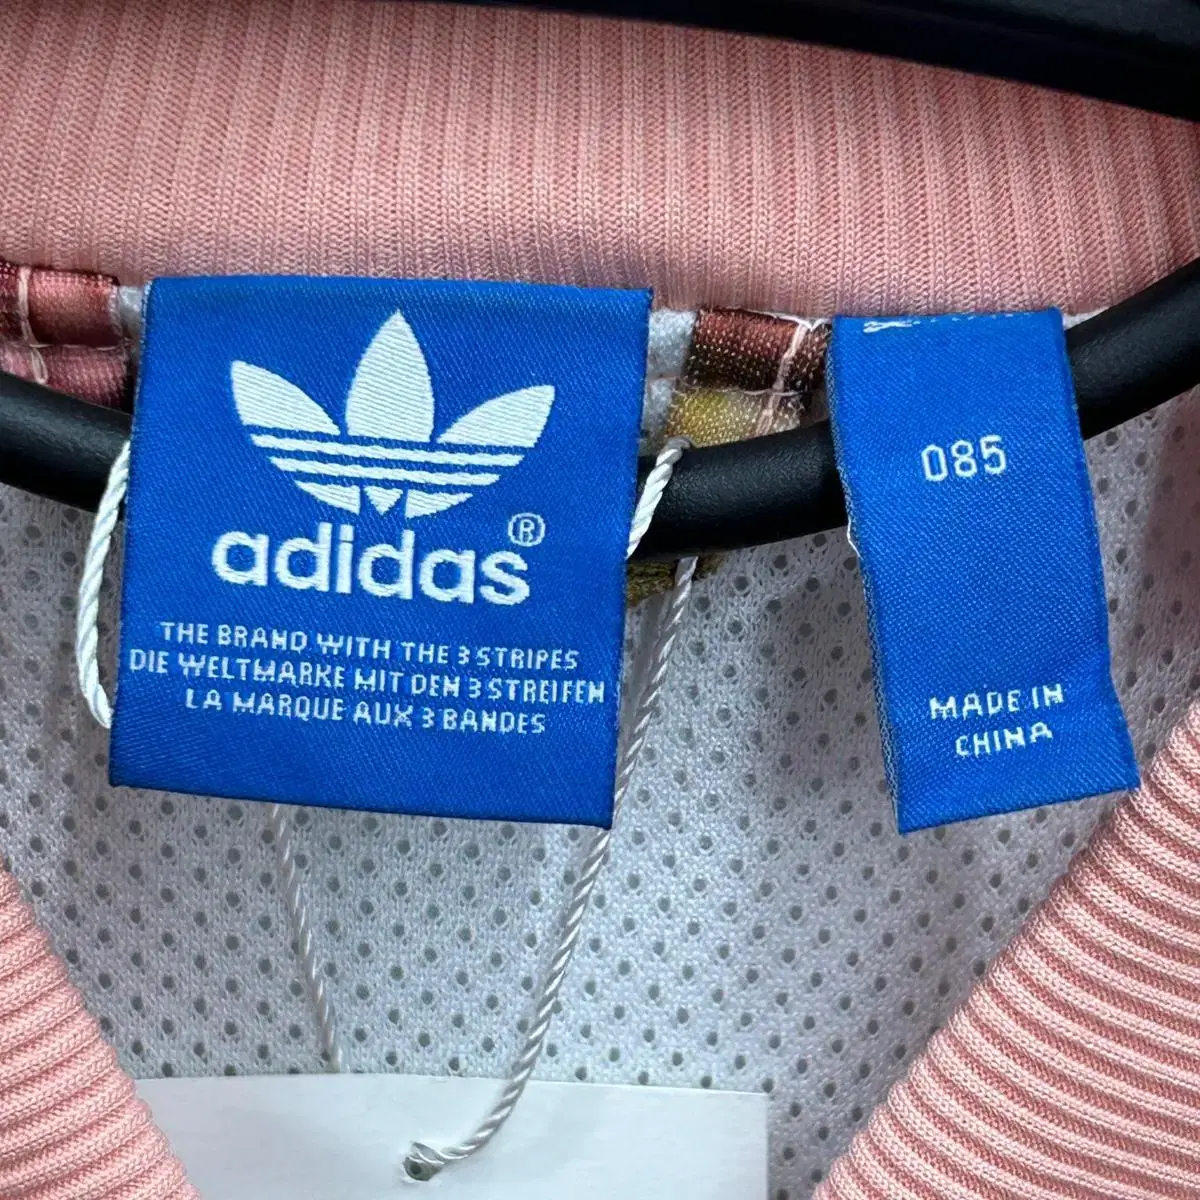 adidas®
THE BRAND WITH THE 3 STRIPES
DIE WELTMARKE MIT DEN 3 STREIFEN
LA MARQUE AUX 3 BANDES
085
MADE IN
CHINA